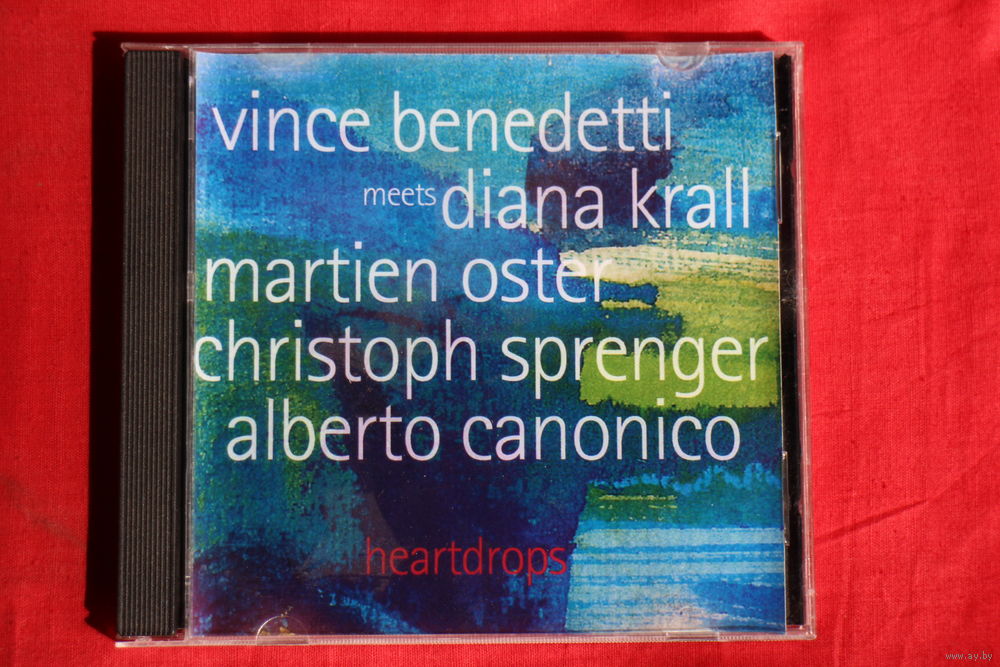 vince benedetti
meets diana krall
martien oster
christoph sprenger
alberto canonico
heartdrops
www.ay.by